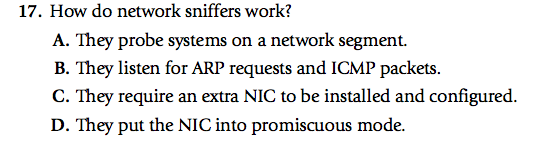 17. How do network sniffers work?
A. They probe systems on a network segment.
B. They listen for ARP requests and ICMP packets.
C. They require an extra NIC to be installed and configured.
D. They put the NIC into promiscuous mode.